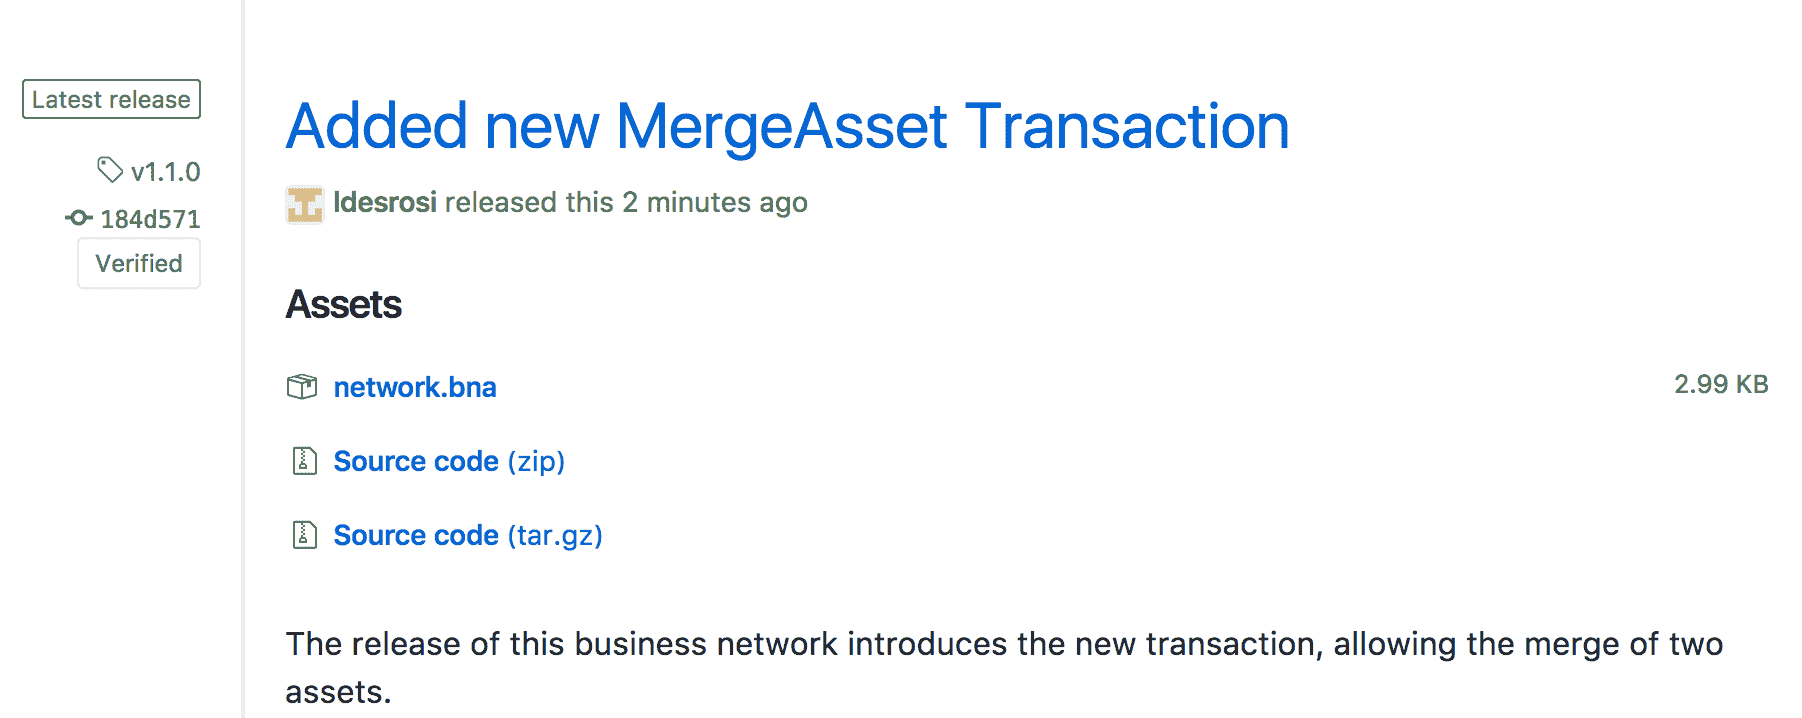 Latest release
v1.1.0
184d571
Verified
Added new MergeAsset Transaction
ldesrosi released this 2 minutes ago
Assets
network.bna 2.99 KB
Source code (zip)
Source code (tar.gz)
The release of this business network introduces the new transaction, allowing the merge of two
assets.